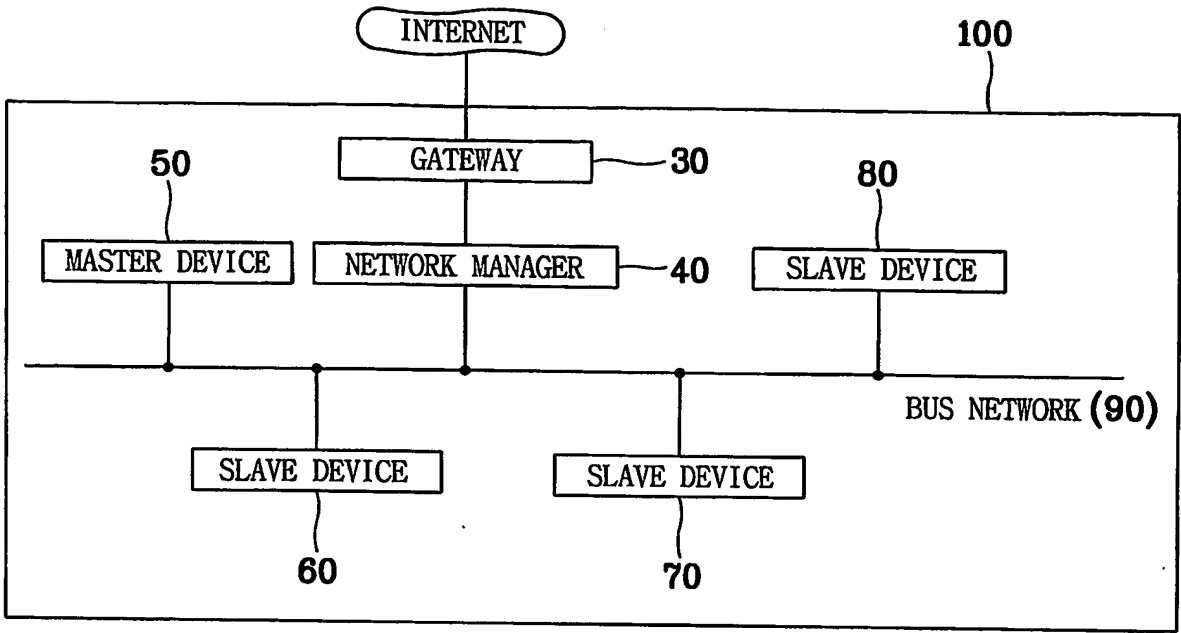 INTERNET
100
GATEWAY
30
50
80
MASTER DEVICE
NETWORK MANAGER
40
SLAVE DEVICE
BUS NETWORK (90)
SLAVE DEVICE
SLAVE DEVICE
60
70